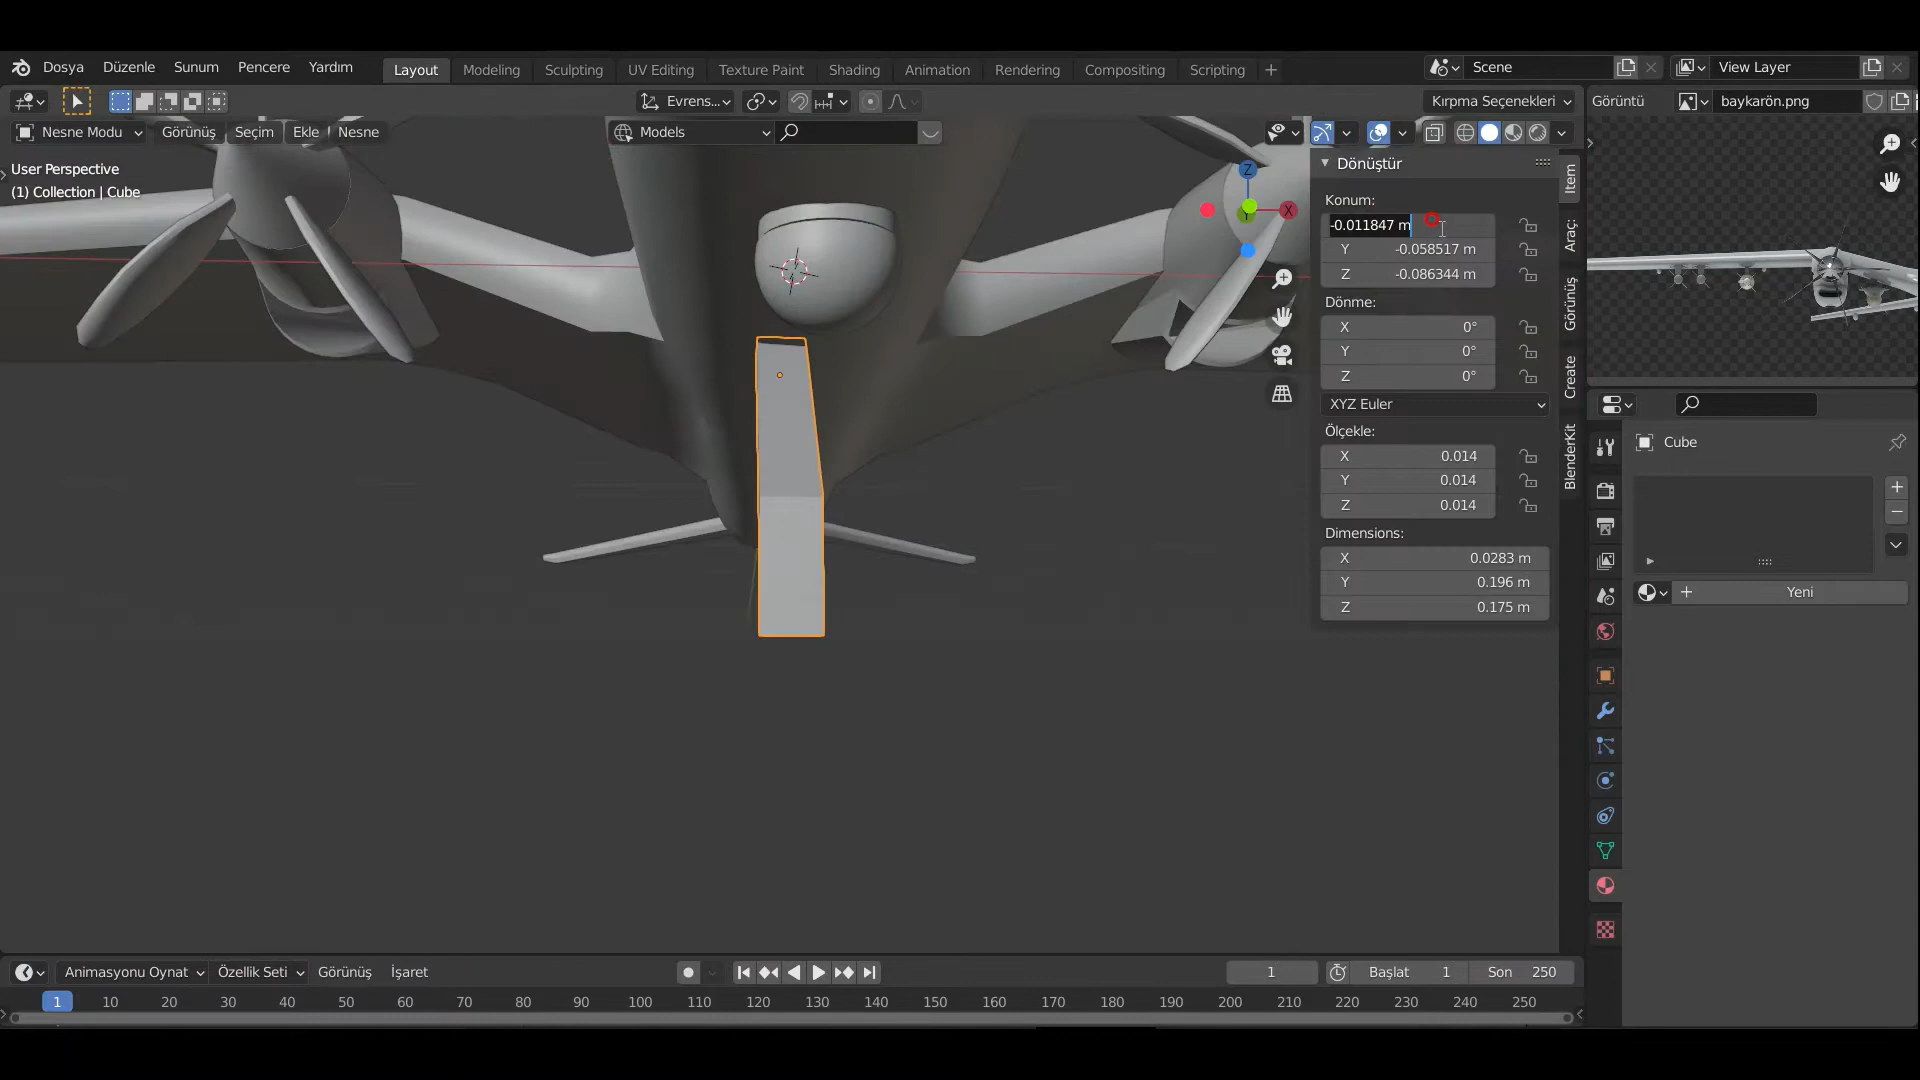 Dosya Düzenle Sunum Pencere Yardım Layout Modeling Sculpting UV Editing Texture Paint Shading Animation Rendering Compositing Scripting + Scene View Layer
Evrens... Kırpma Seçenekleri Görüntü baykarön.png
Nesne Modu Görünüş Seçim Ekle Nesne Models
User Perspective
(1) Collection | Cube
Z
X
Dönüştür
Konum:
-0.011847 m
Y -0.058517 m
Z -0.086344 m
Dönme:
X 0°
Y 0°
Z 0°
XYZ Euler
Ölçekle:
X 0.014
Y 0.014
Z 0.014
Dimensions:
X 0.0283 m
Y 0.196 m
Z 0.175 m
Item
Araç:
Görünüş
Create
BlenderKit
Cube
+ Yeni
Animasyonu Oynat Özellik Seti Görünüş İşaret 1 Başlat 1 Son 250
1 10 20 30 40 50 60 70 80 90 100 110 120 130 140 150 160 170 180 190 200 210 220 230 240 250